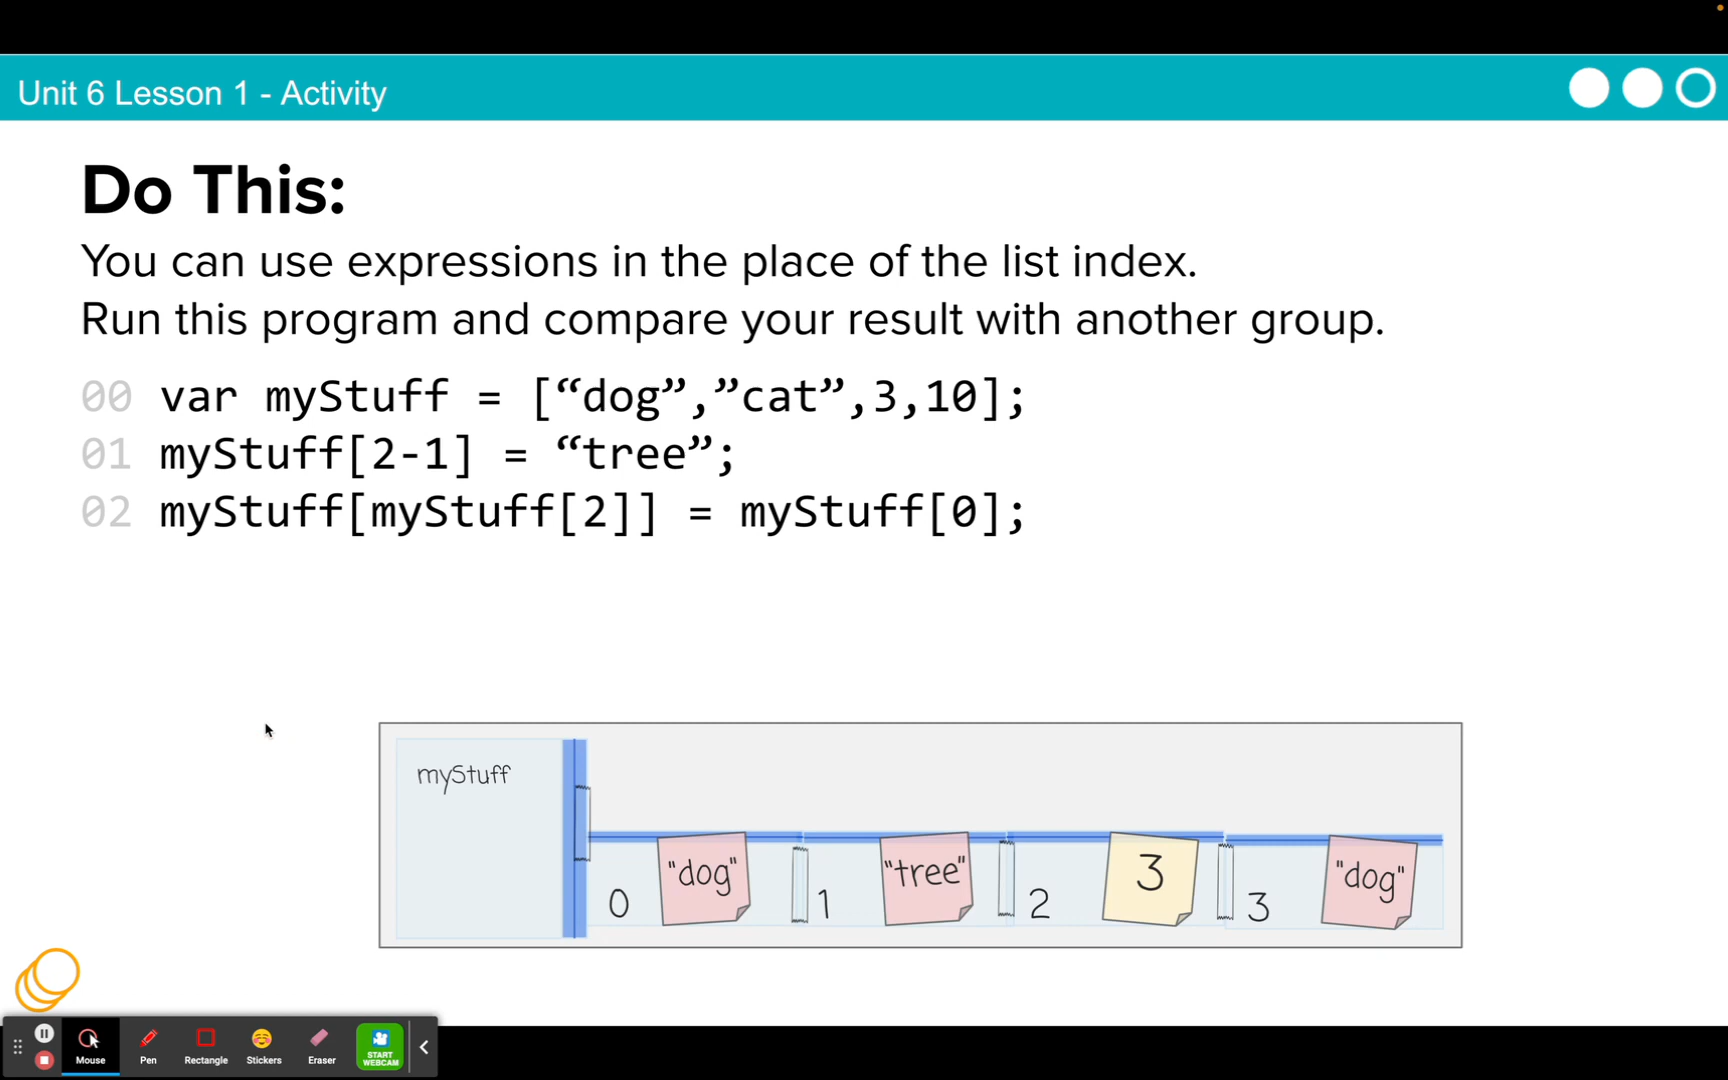 Unit 6 Lesson 1 - Activity
Do This:
You can use expressions in the place of the list index.
Run this program and compare your result with another group.
00 var myStuff = [“dog”,”cat”,3,10];
01 myStuff[2-1] = “tree”;
02 myStuff[myStuff[2]] = myStuff[0];
myStuff
0 "dog" 1 "tree" 2 3 3 "dog"
Mouse Pen Rectangle Stickers Eraser START
WEBCAM